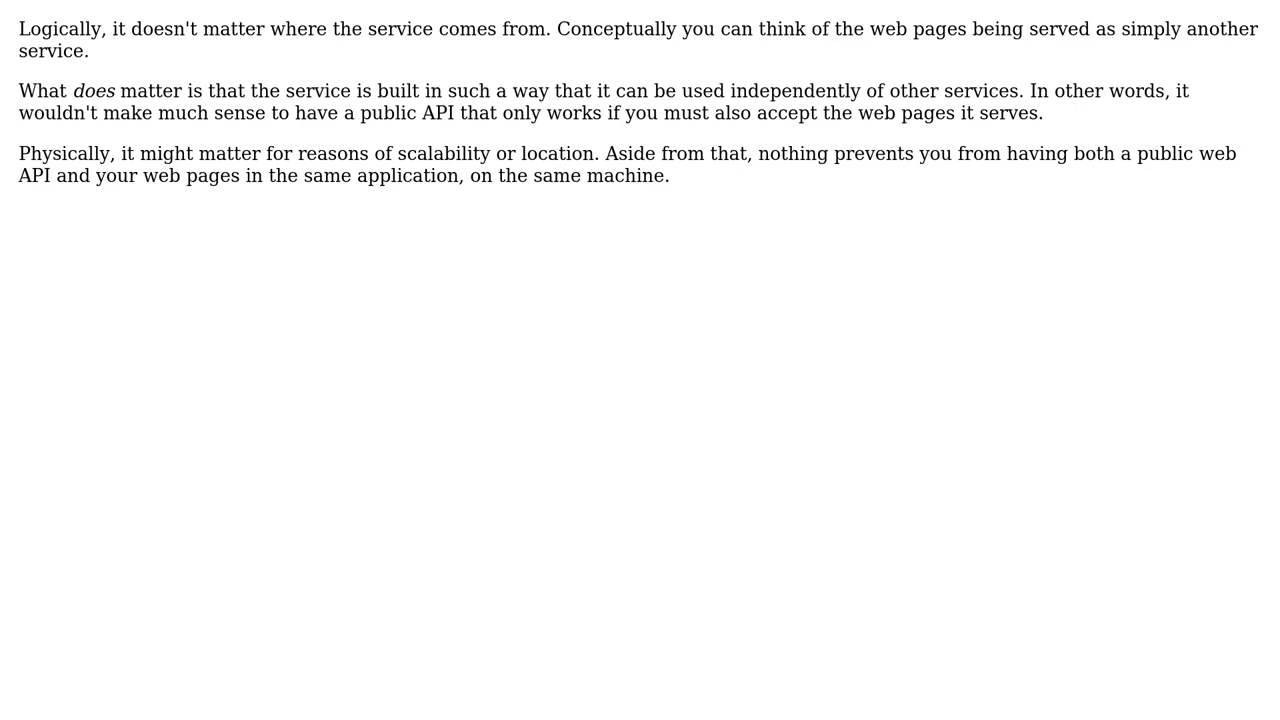 Logically, it doesn't matter where the service comes from. Conceptually you can think of the web pages being served as simply another
service.
What does matter is that the service is built in such a way that it can be used independently of other services. In other words, it
wouldn't make much sense to have a public API that only works if you must also accept the web pages it serves.
Physically, it might matter for reasons of scalability or location. Aside from that, nothing prevents you from having both a public web
API and your web pages in the same application, on the same machine.